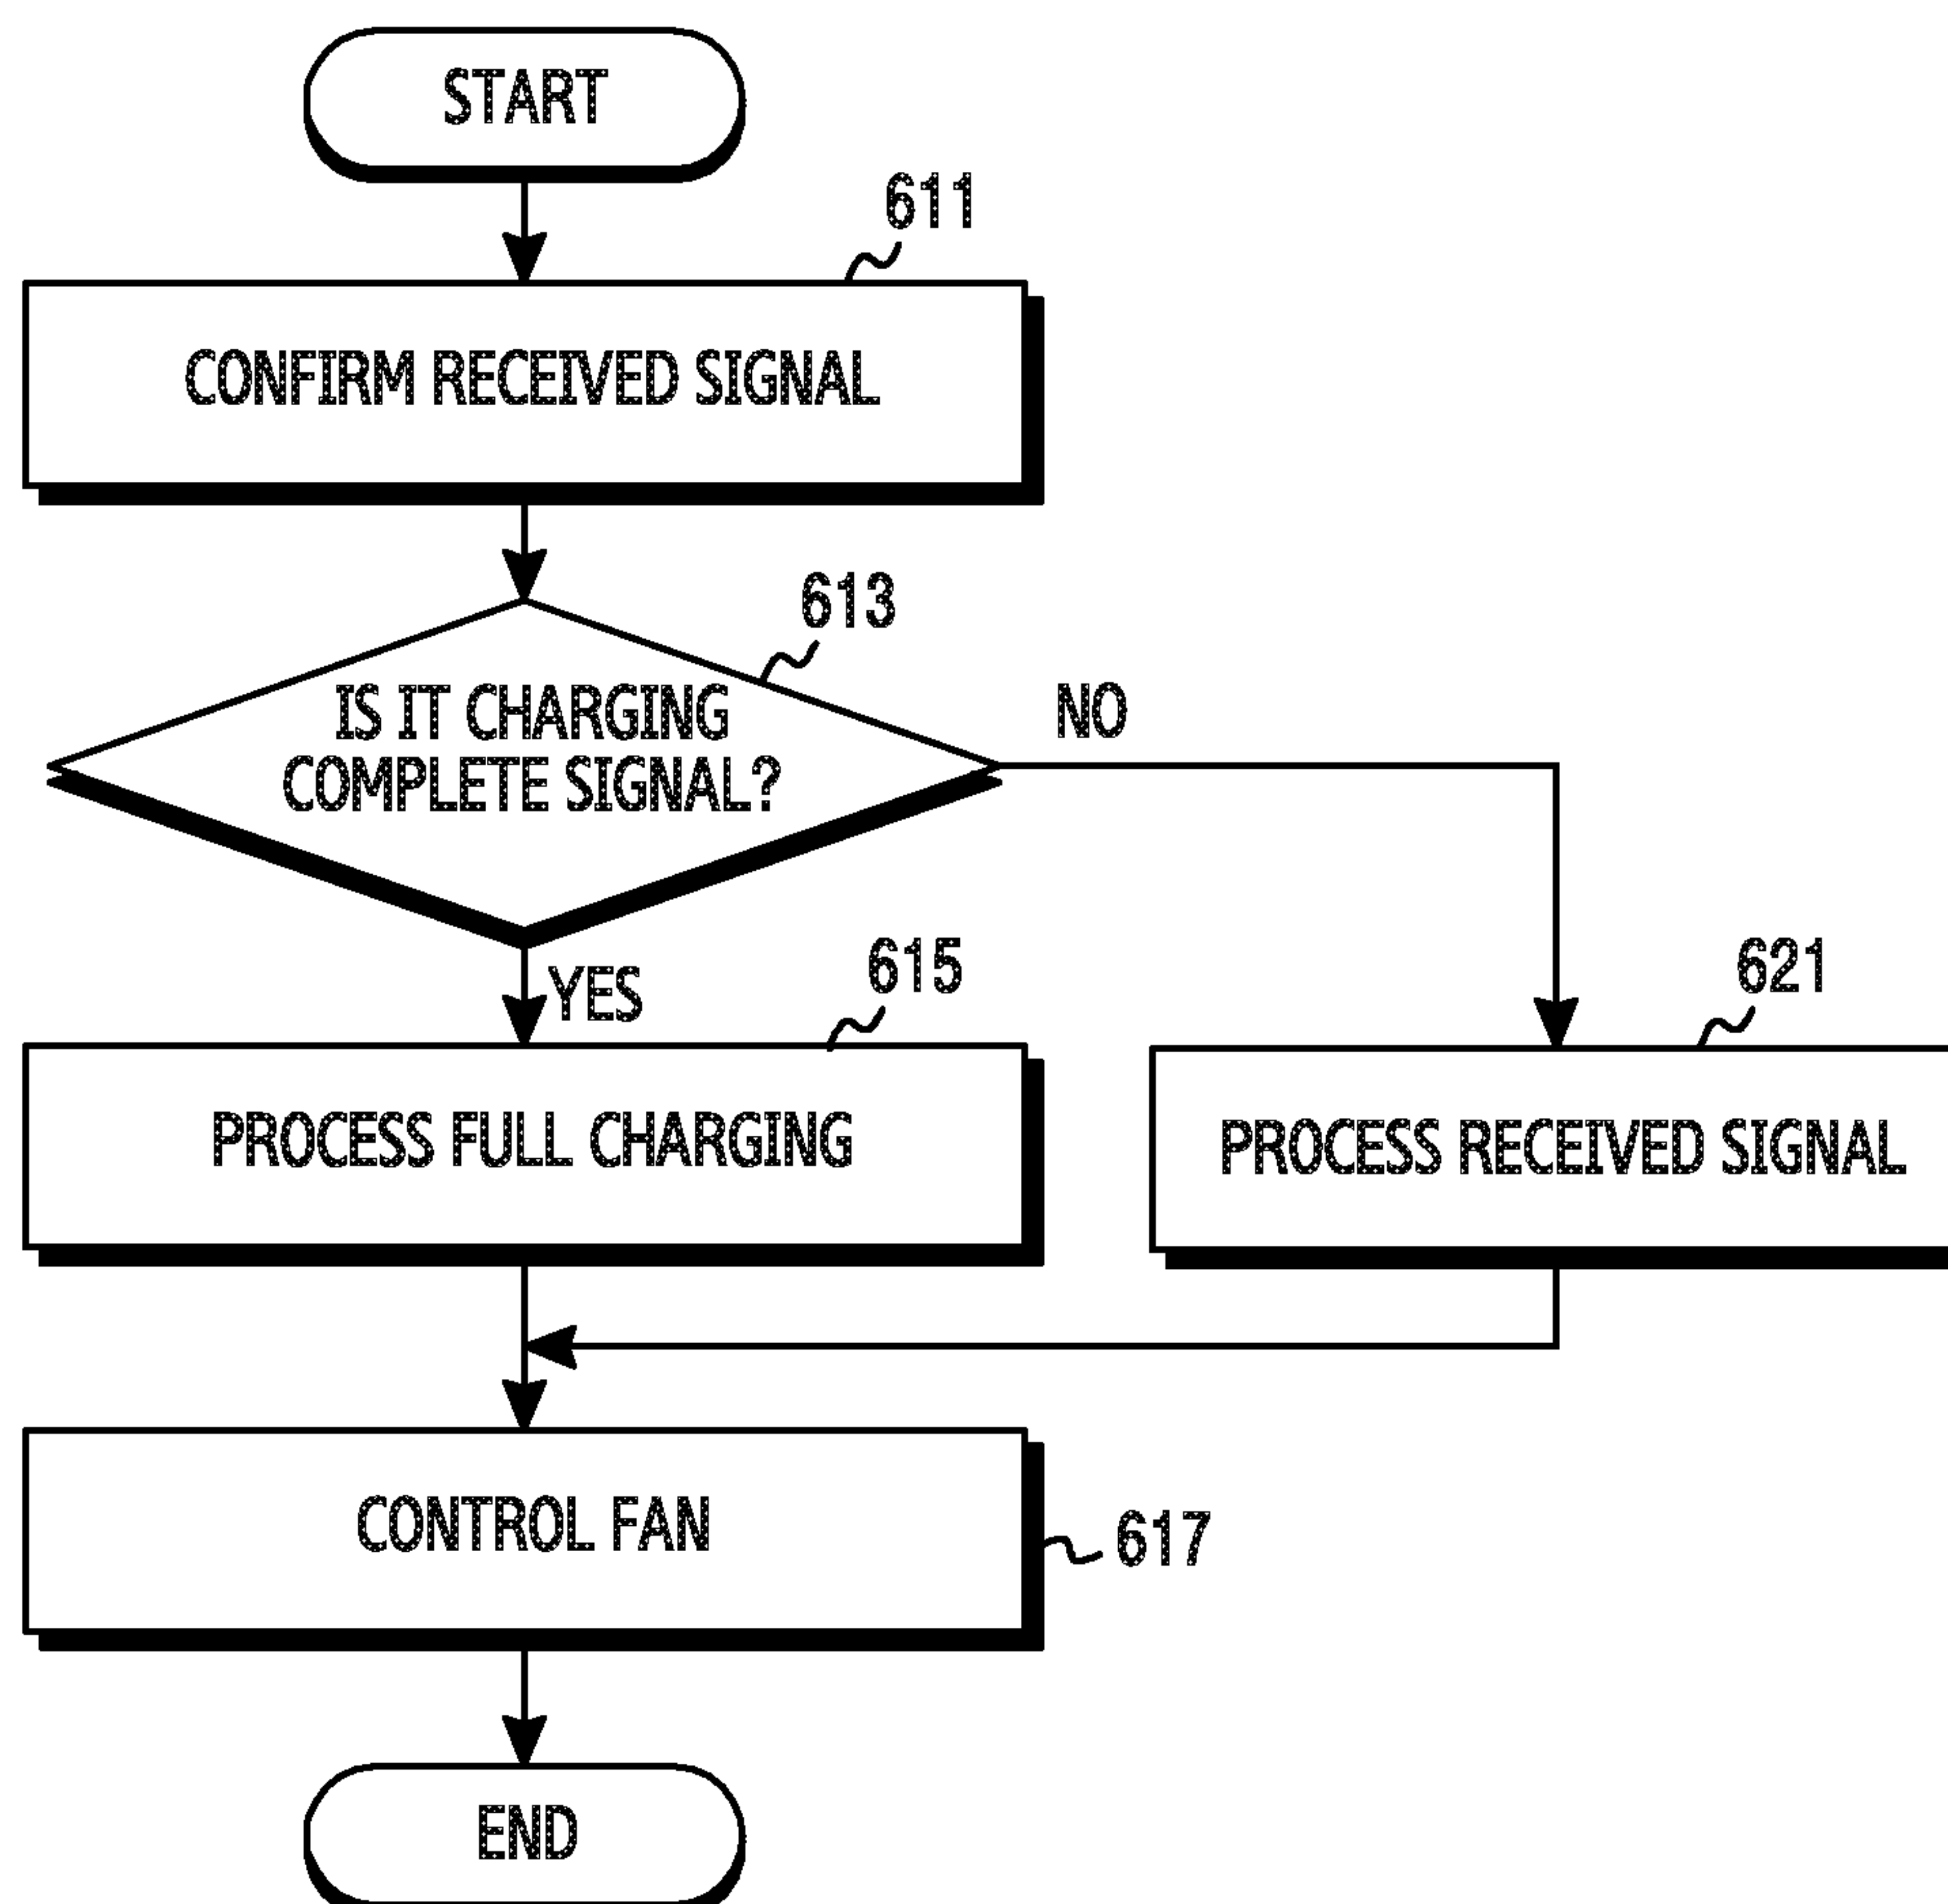 START
611
CONFIRM RECEIVED SIGNAL
613
IS IT CHARGING
COMPLETE SIGNAL?
NO
YES
615
621
PROCESS FULL CHARGING
PROCESS RECEIVED SIGNAL
CONTROL FAN
617
END